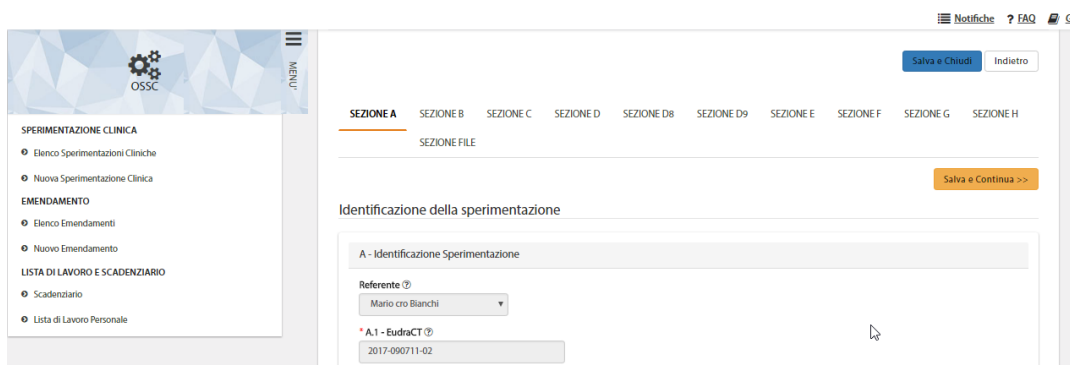 Notifiche ? FAQ
OSSC
MENU'
SPERIMENTAZIONE CLINICA
Elenco Sperimentazioni Cliniche
Nuova Sperimentazione Clinica
EMENDAMENTO
Elenco Emendamenti
Nuovo Emendamento
LISTA DI LAVORO E SCADENZIARIO
Scadenziario
Lista di Lavoro Personale
Salva e Chiudi Indietro
SEZIONE A SEZIONE B SEZIONE C SEZIONE D SEZIONE D8 SEZIONE D9 SEZIONE E SEZIONE F SEZIONE G SEZIONE H
SEZIONE FILE
Salva e Continua >>
Identificazione della sperimentazione
A - Identificazione Sperimentazione
Referente ?
Mario cro Bianchi
* A.1 - EudraCT ?
2017-090711-02